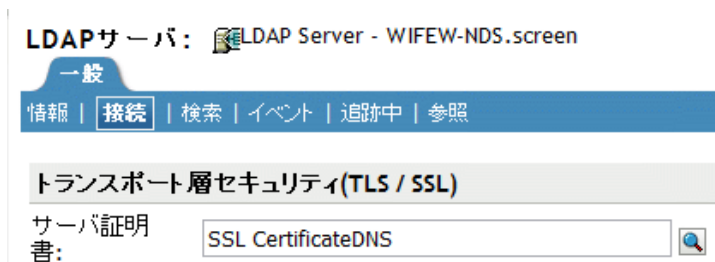 LDAPサーバ: LDAP Server - WIFEW-NDS.screen
一般
情報 | 接続 | 検索 | イベント | 追跡中 | 参照
トランスポート層セキュリティ(TLS / SSL)
サーバ証明
書: SSL CertificateDNS